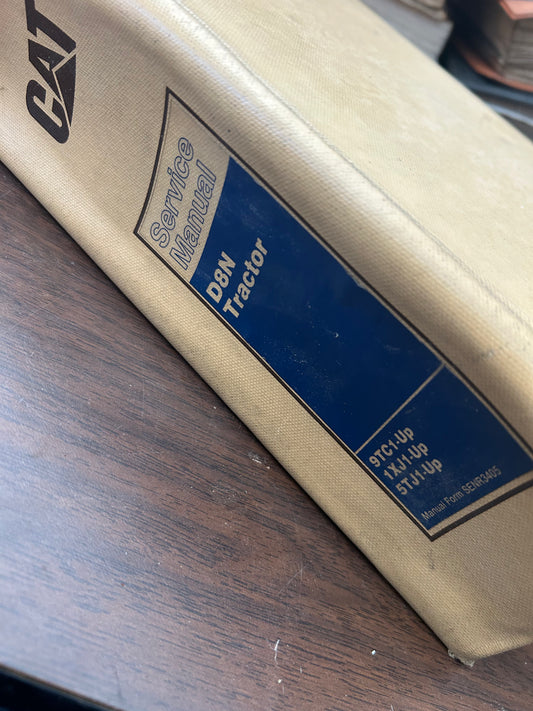 CAT
Service
Manual
D8N
Tractor
9TC1-Up
1XJ1-Up
5TJ1-Up
Manual Form SENR3405